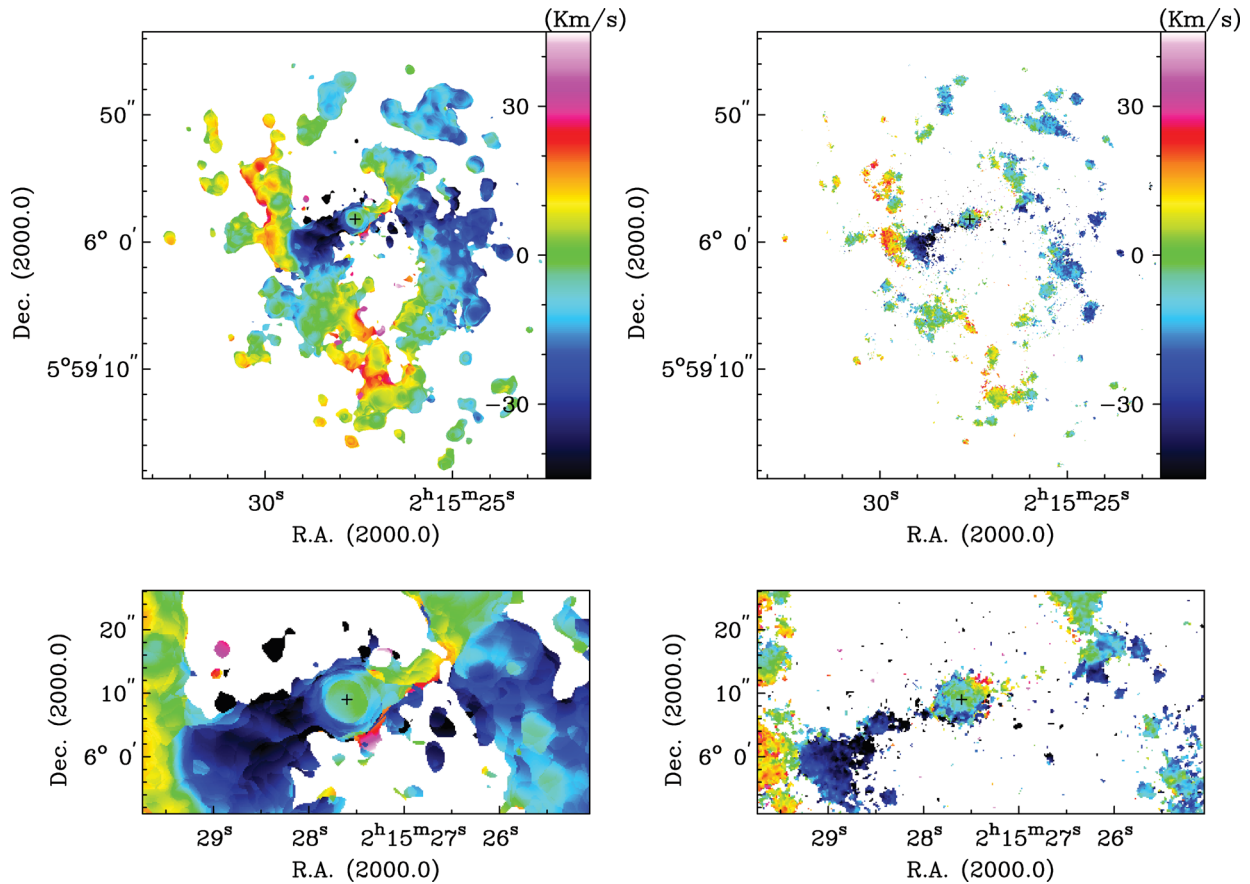 (Km/s)
50″
6° 0′
5°59′10″
Dec. (2000.0)
30
0
−30
30ˢ
2ʰ15ᵐ25ˢ
R.A. (2000.0)
(Km/s)
50″
6° 0′
5°59′10″
Dec. (2000.0)
30
0
−30
30ˢ
2ʰ15ᵐ25ˢ
R.A. (2000.0)
20″
10″
6° 0′
Dec. (2000.0)
29ˢ 28ˢ 2ʰ15ᵐ27ˢ 26ˢ
R.A. (2000.0)
20″
10″
6° 0′
Dec. (2000.0)
29ˢ 28ˢ 2ʰ15ᵐ27ˢ 26ˢ
R.A. (2000.0)